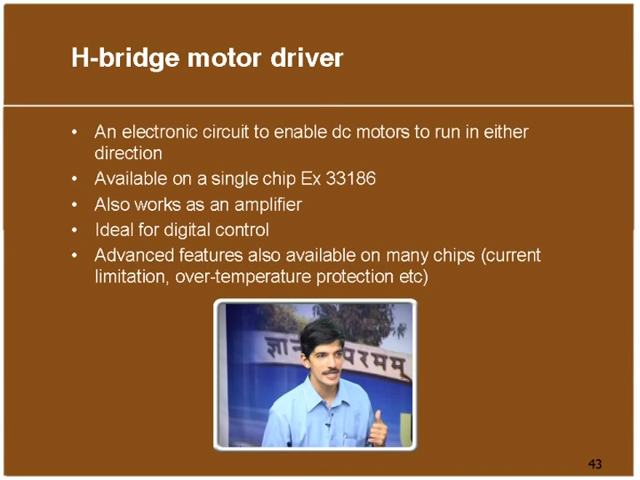 H-bridge motor driver
• An electronic circuit to enable dc motors to run in either
direction
• Available on a single chip Ex 33186
• Also works as an amplifier
• Ideal for digital control
• Advanced features also available on many chips (current
limitation, over-temperature protection etc)
परमम्
43